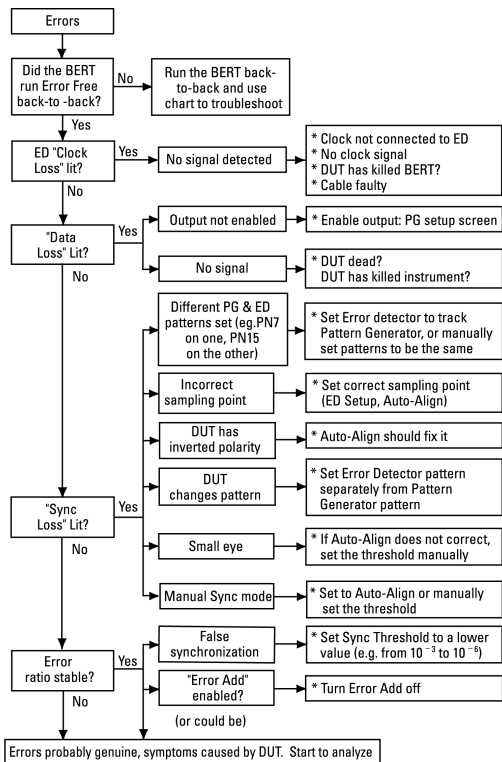 Errors
Did the BERT
run Error Free
back-to -back?
No
Run the BERT back-
to-back and use
chart to troubleshoot
Yes
ED "Clock
Loss" lit?
Yes
No signal detected
* Clock not connected to ED
* No clock signal
* DUT has killed BERT?
* Cable faulty
No
"Data
Loss" Lit?
Yes
Output not enabled
* Enable output: PG setup screen
No signal
* DUT dead?
DUT has killed instrument?
No
Different PG & ED
patterns set (eg.PN7
on one, PN15
on the other)
* Set Error detector to track
Pattern Generator, or manually
set patterns to be the same
Incorrect
sampling point
* Set correct sampling point
(ED Setup, Auto-Align)
DUT has
inverted polarity
* Auto-Align should fix it
DUT
changes pattern
* Set Error Detector pattern
separately from Pattern
Generator pattern
"Sync
Loss" Lit?
Yes
Small eye
* If Auto-Align does not correct,
set the threshold manually
No
Manual Sync mode
* Set to Auto-Align or manually
set the threshold
False
synchronization
* Set Sync Threshold to a lower
value (e.g. from 10⁻³ to 10⁻⁶)
Error
ratio stable?
Yes
"Error Add"
enabled?
* Turn Error Add off
No
(or could be)
Errors probably genuine, symptoms caused by DUT. Start to analyze